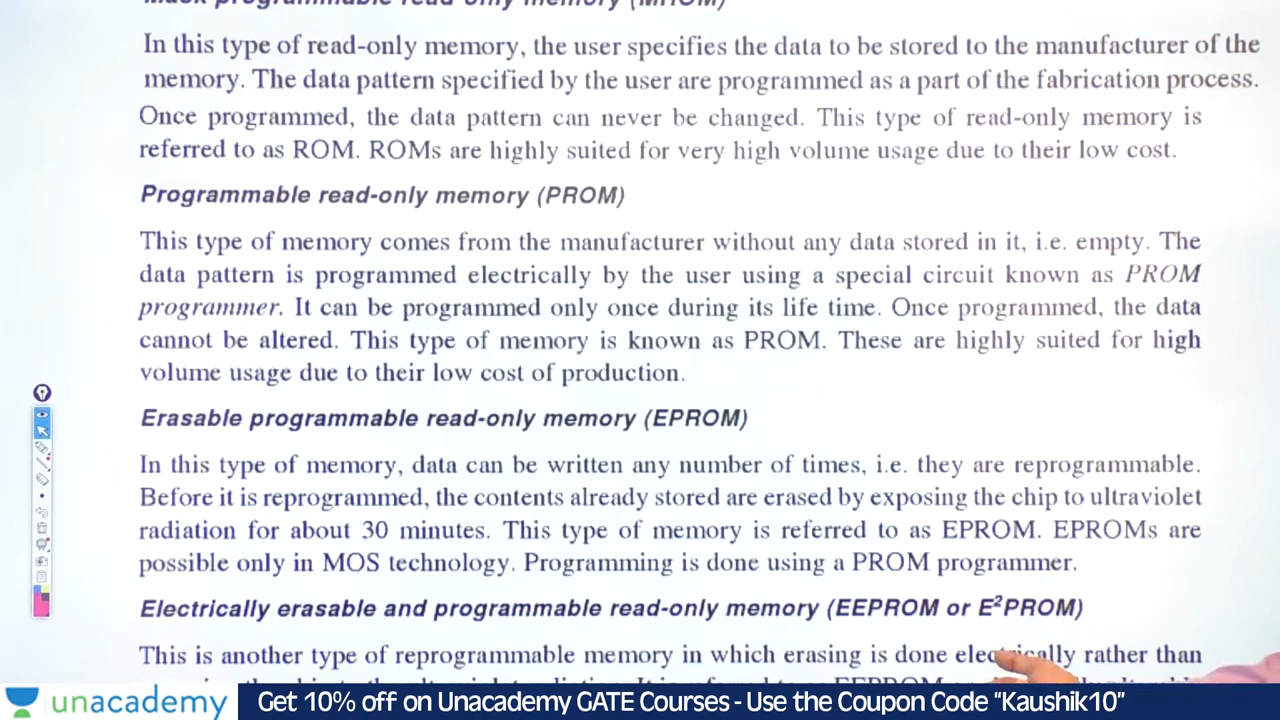 Mask programmable read-only memory (MROM)
In this type of read-only memory, the user specifies the data to be stored to the manufacturer of the
memory. The data pattern specified by the user are programmed as a part of the fabrication process.
Once programmed, the data pattern can never be changed. This type of read-only memory is
referred to as ROM. ROMs are highly suited for very high volume usage due to their low cost.
Programmable read-only memory (PROM)
This type of memory comes from the manufacturer without any data stored in it, i.e. empty. The
data pattern is programmed electrically by the user using a special circuit known as PROM
programmer. It can be programmed only once during its life time. Once programmed, the data
cannot be altered. This type of memory is known as PROM. These are highly suited for high
volume usage due to their low cost of production.
Erasable programmable read-only memory (EPROM)
In this type of memory, data can be written any number of times, i.e. they are reprogrammable.
Before it is reprogrammed, the contents already stored are erased by exposing the chip to ultraviolet
radiation for about 30 minutes. This type of memory is referred to as EPROM. EPROMs are
possible only in MOS technology. Programming is done using a PROM programmer.
Electrically erasable and programmable read-only memory (EEPROM or E²PROM)
This is another type of reprogrammable memory in which erasing is done electrically rather than
unacademy
Get 10% off on Unacademy GATE Courses - Use the Coupon Code “Kaushik10”